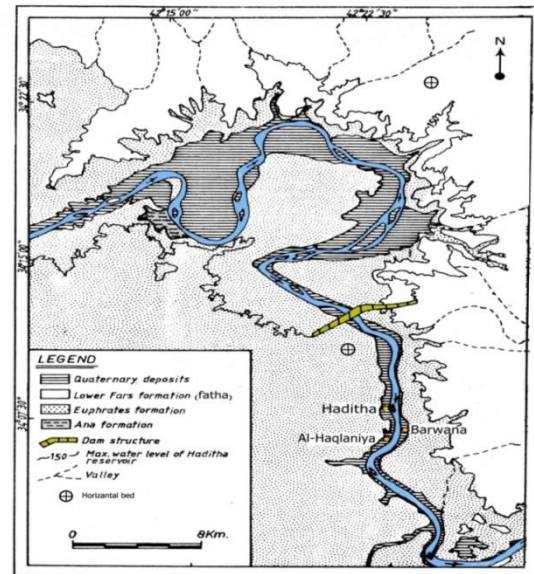 42°15'00"
42°22'30"
N
34°22'30"
150
34°15'00"
34°07'30"
Haditha
Barwana
Al-Haqlaniya
LEGEND
Quaternary deposits
Lower Fars formation (fatha)
Euphrates formation
Ana formation
Dam structure
150 Max. water level of Haditha
reservoir
Valley
Horizantal bed
0 8Km.